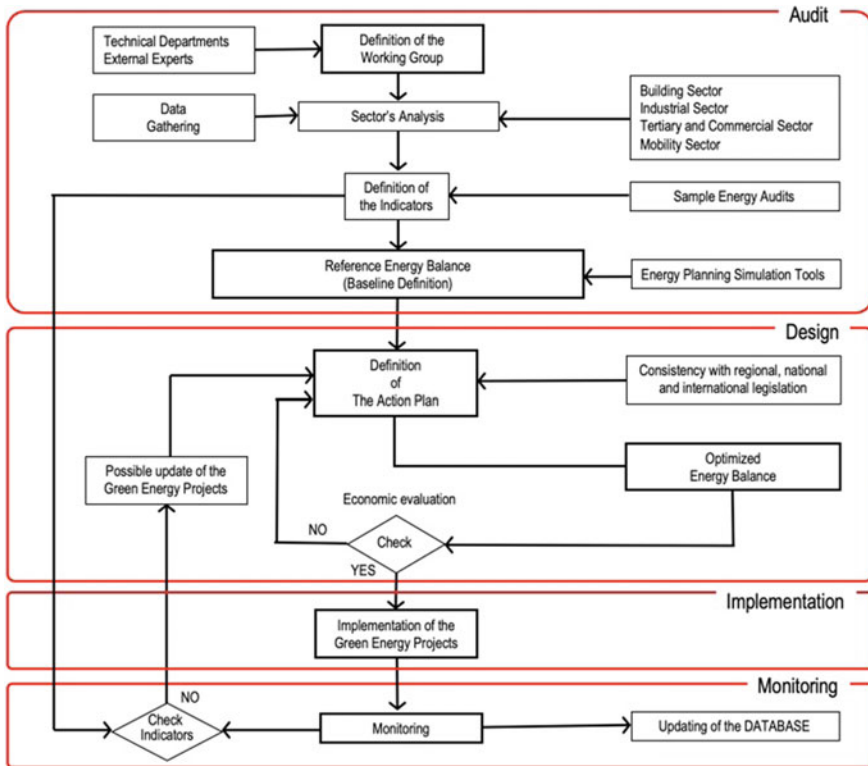 Audit
Technical Departments
External Experts
Definition of the
Working Group
Data
Gathering
Sector's Analysis
Building Sector
Industrial Sector
Tertiary and Commercial Sector
Mobility Sector
Definition of
the Indicators
Sample Energy Audits
Reference Energy Balance
(Baseline Definition)
Energy Planning Simulation Tools
Design
Definition
of
The Action Plan
Consistency with regional, national
and international legislation
Possible update of the
Green Energy Projects
Optimized
Energy Balance
Economic evaluation
NO
Check
YES
Implementation
Implementation of the
Green Energy Projects
Monitoring
NO
Check
Indicators
Monitoring
Updating of the DATABASE